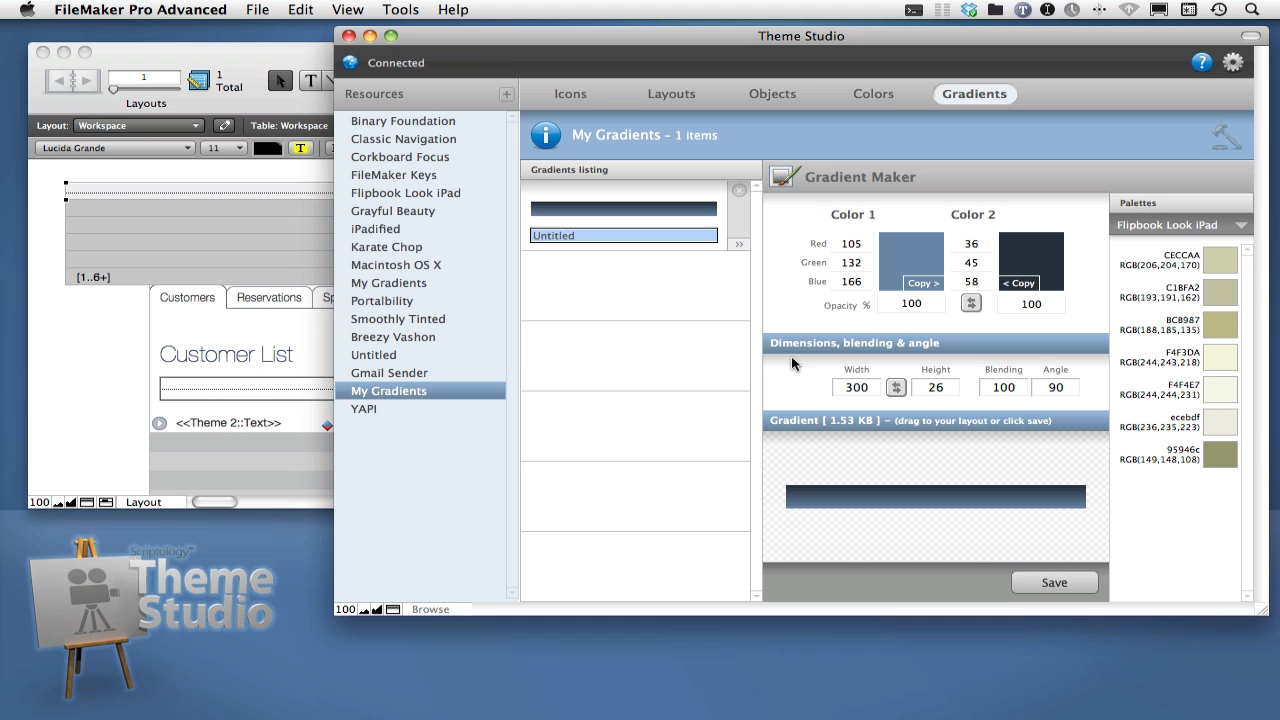 FileMaker Pro Advanced File Edit View Tools Help
Theme Studio
Connected
1
1
Total
Layouts
Layout: Workspace Table: Workspace
Lucida Grande 11 T
[1..6+]
Customers Reservations Sp
Customer List
<<Theme 2::Text>>
100 Layout
Scriptology™
Theme
Studio
Resources
Icons Layouts Objects Colors Gradients
Binary Foundation
Classic Navigation
Corkboard Focus
FileMaker Keys
Flipbook Look iPad
Grayful Beauty
iPadified
Karate Chop
Macintosh OS X
My Gradients
Portalbility
Smoothly Tinted
Breezy Vashon
Untitled
Gmail Sender
My Gradients
YAPI
My Gradients – 1 items
Gradients listing
Untitled
Gradient Maker
Color 1 Color 2
Red 105 36
Green 132 45
Blue 166 58
Copy > < Copy
Opacity % 100 100
Dimensions, blending & angle
Width Height Blending Angle
300 26 100 90
Gradient [ 1.53 KB ] – (drag to your layout or click save)
Save
Palettes
Flipbook Look iPad
CECCAA
RGB(206,204,170)
C1BFA2
RGB(193,191,162)
BCB987
RGB(188,185,135)
F4F3DA
RGB(244,243,218)
F4F4E7
RGB(244,244,231)
ecebdf
RGB(236,235,223)
95946c
RGB(149,148,108)
100 Browse